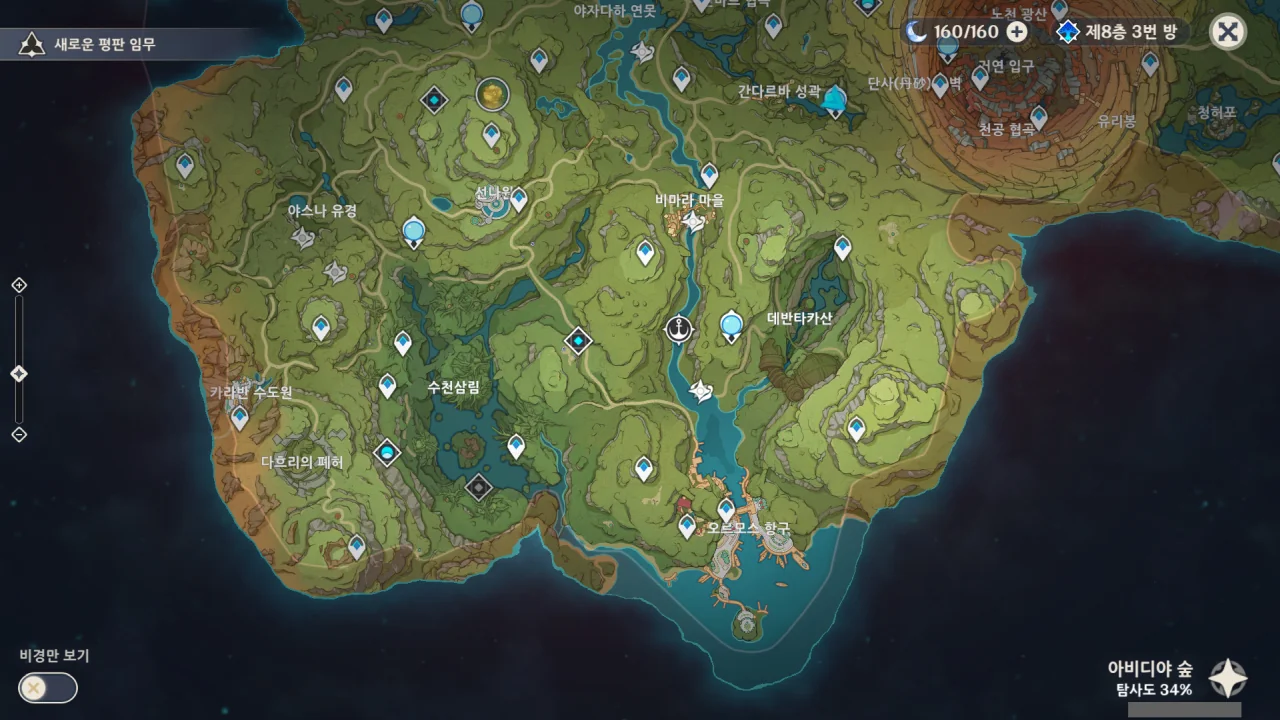 야자다하 연못
노천 광산
새로운 평판 임무
160/160
제8층 3번 방
거연 입구
간다르바 성곽
단사(丹砂) 벽
청허포
천공 협곡
유리봉
선나원
비마라 마을
야스나 유경
데반타카산
수천삼림
카라반 수도원
다흐리의 폐허
오르모스 항구
비경만 보기
아비디야 숲
탐사도 34%